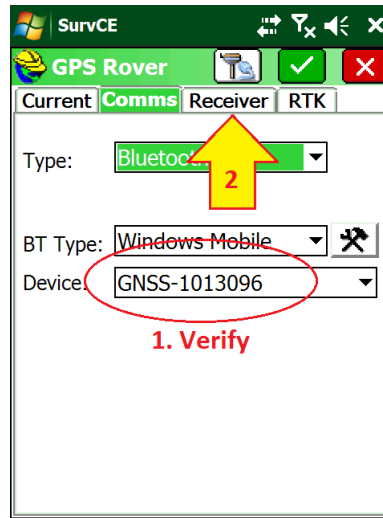 SurvCE
GPS Rover
Current Comms Receiver RTK
Type: Bluetooth
2
BT Type: Windows Mobile
Device: GNSS-1013096
1. Verify